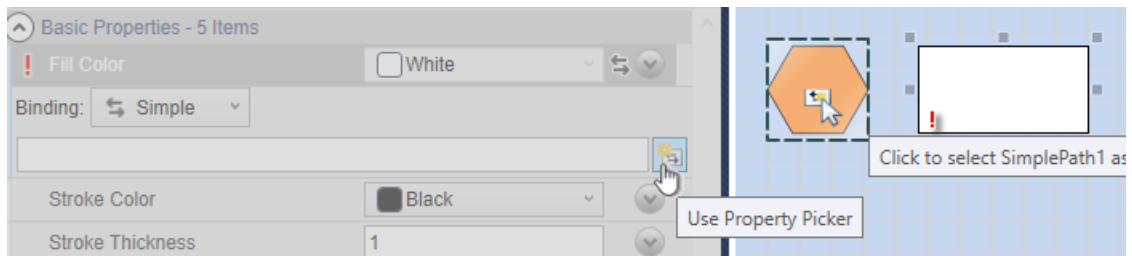 Basic Properties - 5 Items
! Fill Color White
Binding: Simple
Stroke Color Black
Stroke Thickness 1
Use Property Picker
!
Click to select SimplePath1 as